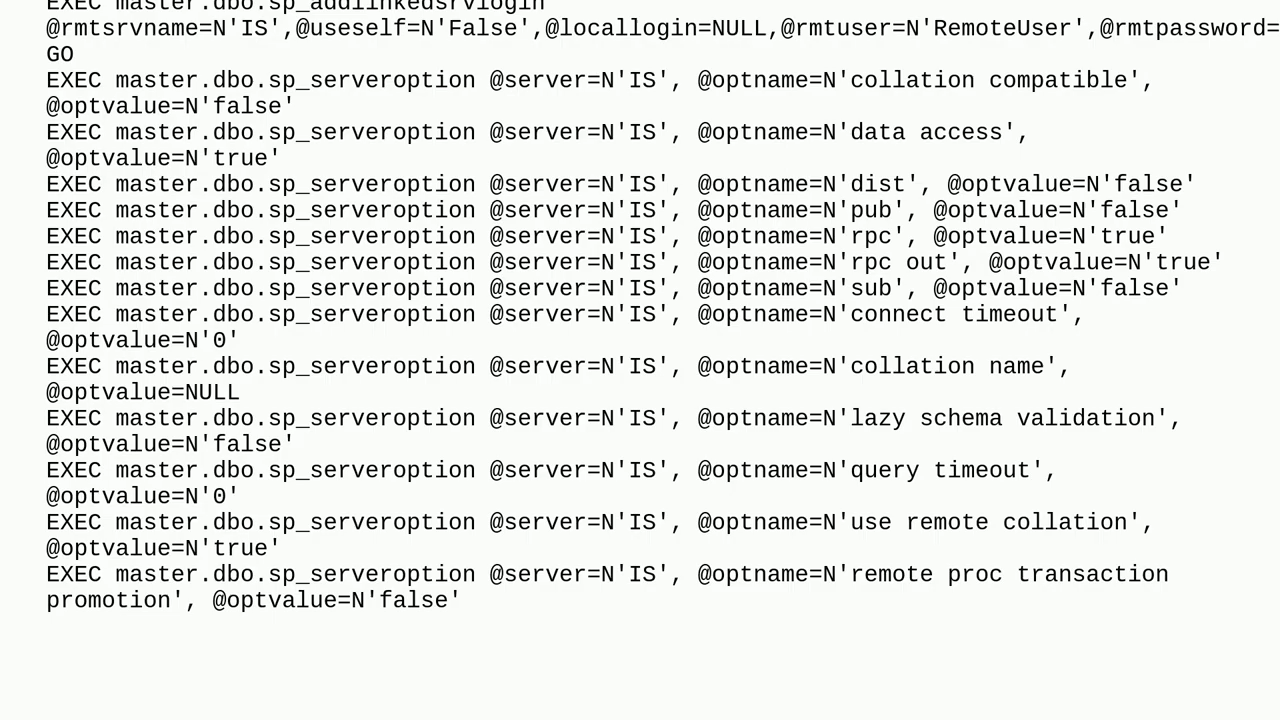 EXEC master.dbo.sp_addlinkedsrvlogin
@rmtsrvname=N'IS',@useself=N'False',@locallogin=NULL,@rmtuser=N'RemoteUser',@rmtpassword=
GO
EXEC master.dbo.sp_serveroption @server=N'IS', @optname=N'collation compatible',
@optvalue=N'false'
EXEC master.dbo.sp_serveroption @server=N'IS', @optname=N'data access',
@optvalue=N'true'
EXEC master.dbo.sp_serveroption @server=N'IS', @optname=N'dist', @optvalue=N'false'
EXEC master.dbo.sp_serveroption @server=N'IS', @optname=N'pub', @optvalue=N'false'
EXEC master.dbo.sp_serveroption @server=N'IS', @optname=N'rpc', @optvalue=N'true'
EXEC master.dbo.sp_serveroption @server=N'IS', @optname=N'rpc out', @optvalue=N'true'
EXEC master.dbo.sp_serveroption @server=N'IS', @optname=N'sub', @optvalue=N'false'
EXEC master.dbo.sp_serveroption @server=N'IS', @optname=N'connect timeout',
@optvalue=N'0'
EXEC master.dbo.sp_serveroption @server=N'IS', @optname=N'collation name',
@optvalue=NULL
EXEC master.dbo.sp_serveroption @server=N'IS', @optname=N'lazy schema validation',
@optvalue=N'false'
EXEC master.dbo.sp_serveroption @server=N'IS', @optname=N'query timeout',
@optvalue=N'0'
EXEC master.dbo.sp_serveroption @server=N'IS', @optname=N'use remote collation',
@optvalue=N'true'
EXEC master.dbo.sp_serveroption @server=N'IS', @optname=N'remote proc transaction
promotion', @optvalue=N'false'